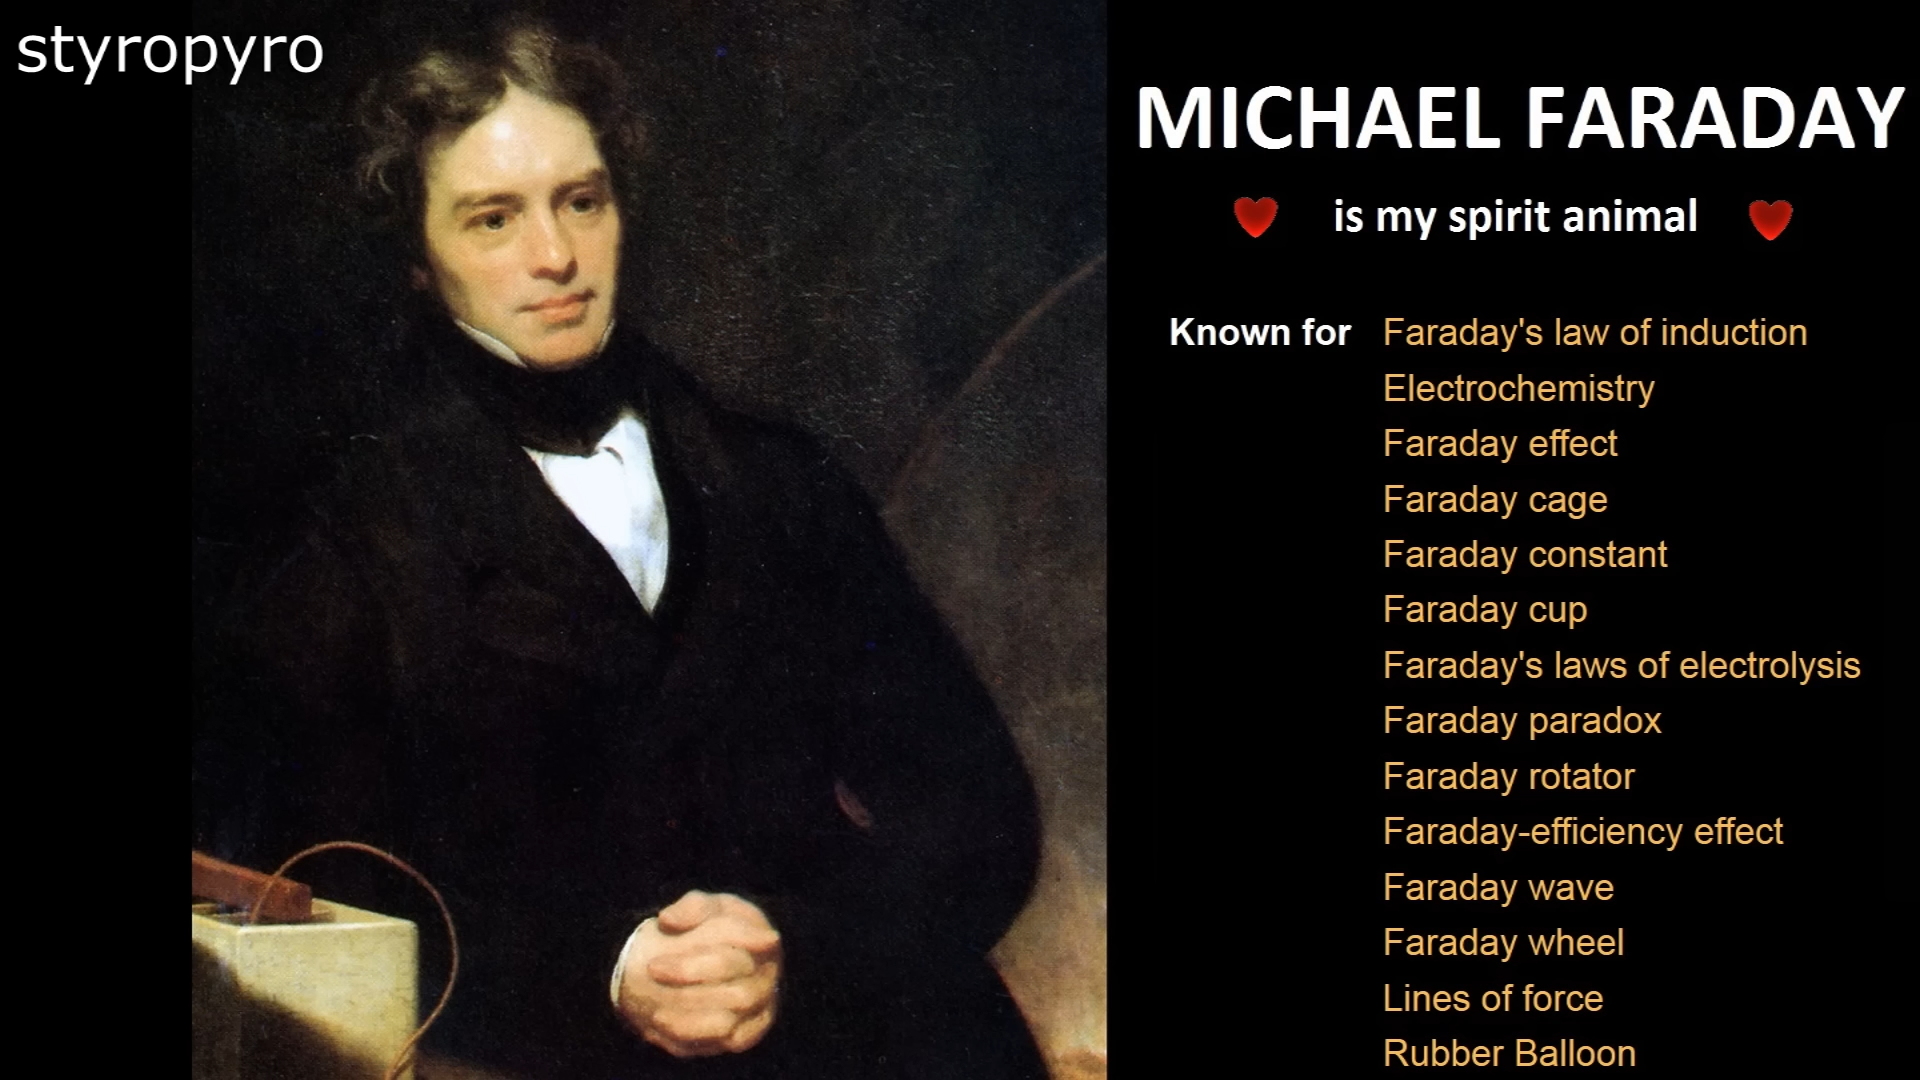 styropyro
MICHAEL FARADAY
is my spirit animal
Known for Faraday's law of induction
Electrochemistry
Faraday effect
Faraday cage
Faraday constant
Faraday cup
Faraday's laws of electrolysis
Faraday paradox
Faraday rotator
Faraday-efficiency effect
Faraday wave
Faraday wheel
Lines of force
Rubber Balloon